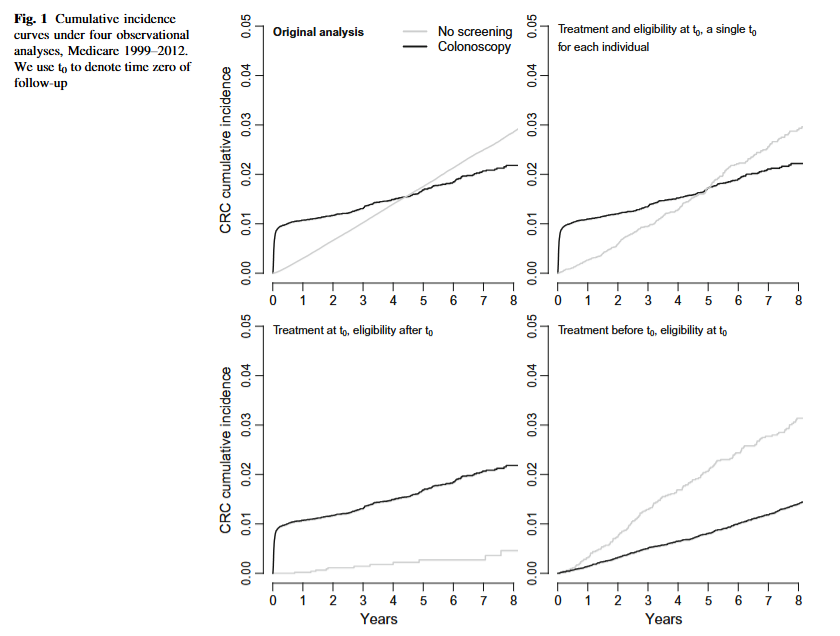 Fig. 1 Cumulative incidence
curves under four observational
analyses, Medicare 1999–2012.
We use t0 to denote time zero of
follow-up
Original analysis
No screening
Colonoscopy
CRC cumulative incidence
0.05
0.04
0.03
0.02
0.01
0.00
0 1 2 3 4 5 6 7 8
Treatment and eligibility at t0, a single t0
for each individual
0.05
0.04
0.03
0.02
0.01
0.00
0 1 2 3 4 5 6 7 8
Treatment at t0, eligibility after t0
CRC cumulative incidence
0.05
0.04
0.03
0.02
0.01
0.00
0 1 2 3 4 5 6 7 8
Years
Treatment before t0, eligibility at t0
0.05
0.04
0.03
0.02
0.01
0.00
0 1 2 3 4 5 6 7 8
Years